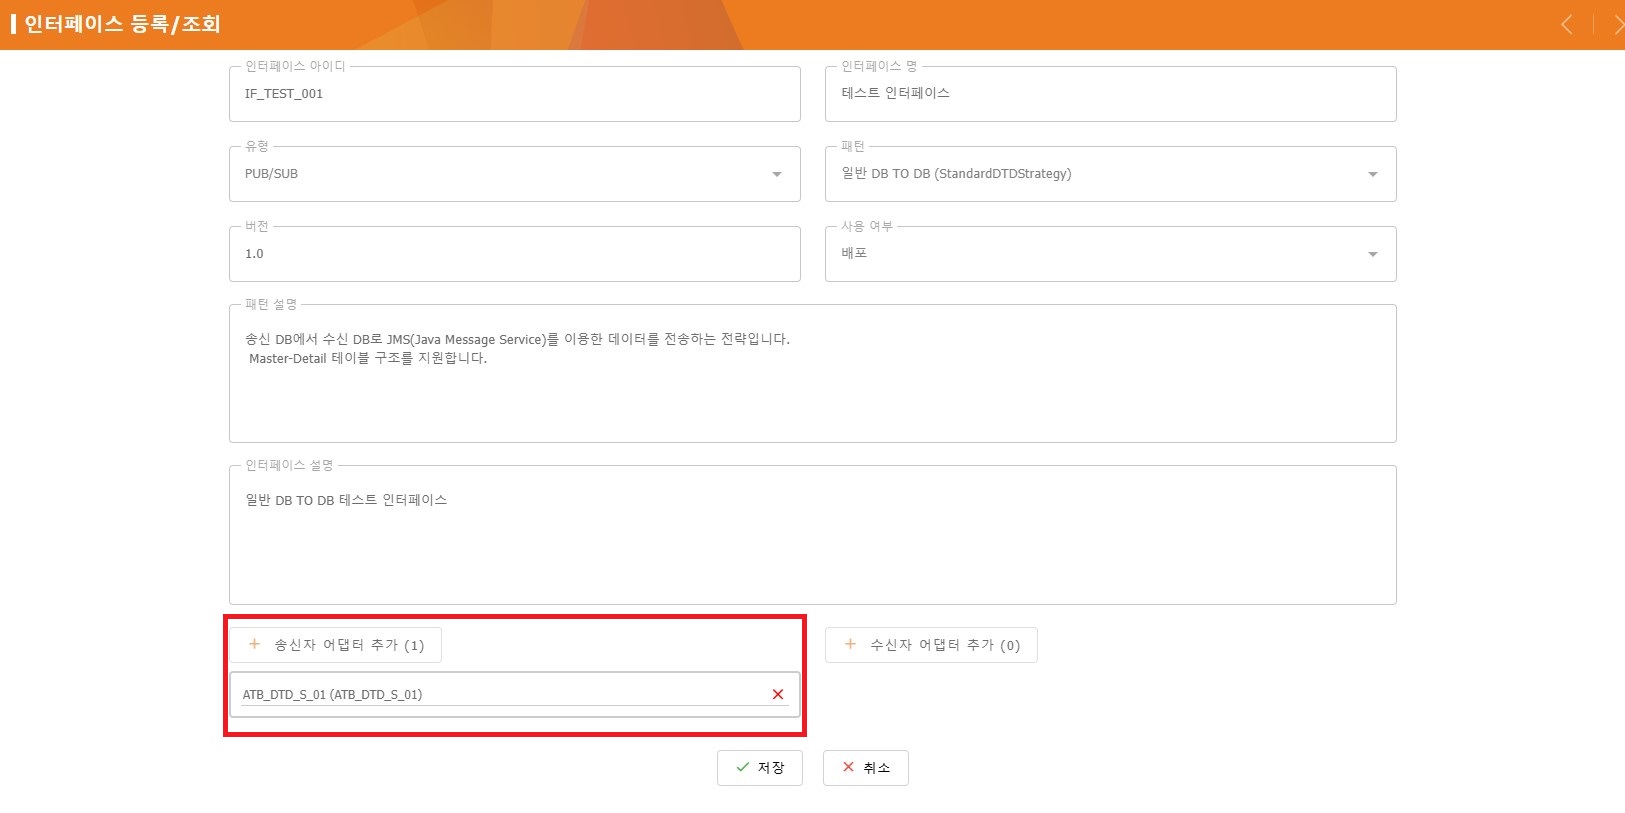 인터페이스 등록/조회
인터페이스 아이디
IF_TEST_001
인터페이스 명
테스트 인터페이스
유형
PUB/SUB
패턴
일반 DB TO DB (StandardDTDStrategy)
버전
1.0
사용 여부
배포
패턴 설명
송신 DB에서 수신 DB로 JMS(Java Message Service)를 이용한 데이터를 전송하는 전략입니다.
Master-Detail 테이블 구조를 지원합니다.
인터페이스 설명
일반 DB TO DB 테스트 인터페이스
+ 송신자 어댑터 추가 (1)
ATB_DTD_S_01 (ATB_DTD_S_01)
+ 수신자 어댑터 추가 (0)
저장
취소